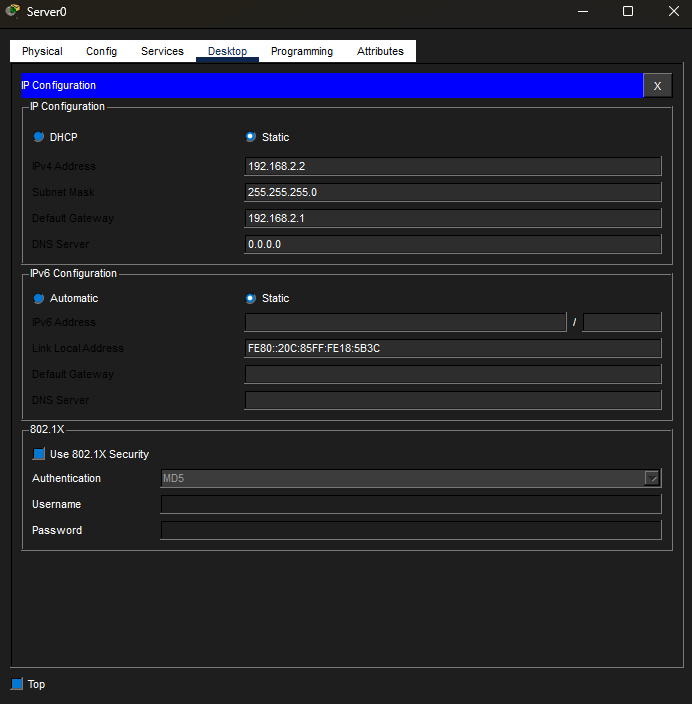 Server0
Physical Config Services Desktop Programming Attributes
IP Configuration X
IP Configuration
DHCP Static
IPv4 Address 192.168.2.2
Subnet Mask 255.255.255.0
Default Gateway 192.168.2.1
DNS Server 0.0.0.0
IPv6 Configuration
Automatic Static
IPv6 Address /
Link Local Address FE80::20C:85FF:FE18:5B3C
Default Gateway
DNS Server
802.1X
Use 802.1X Security
Authentication MD5
Username
Password
Top